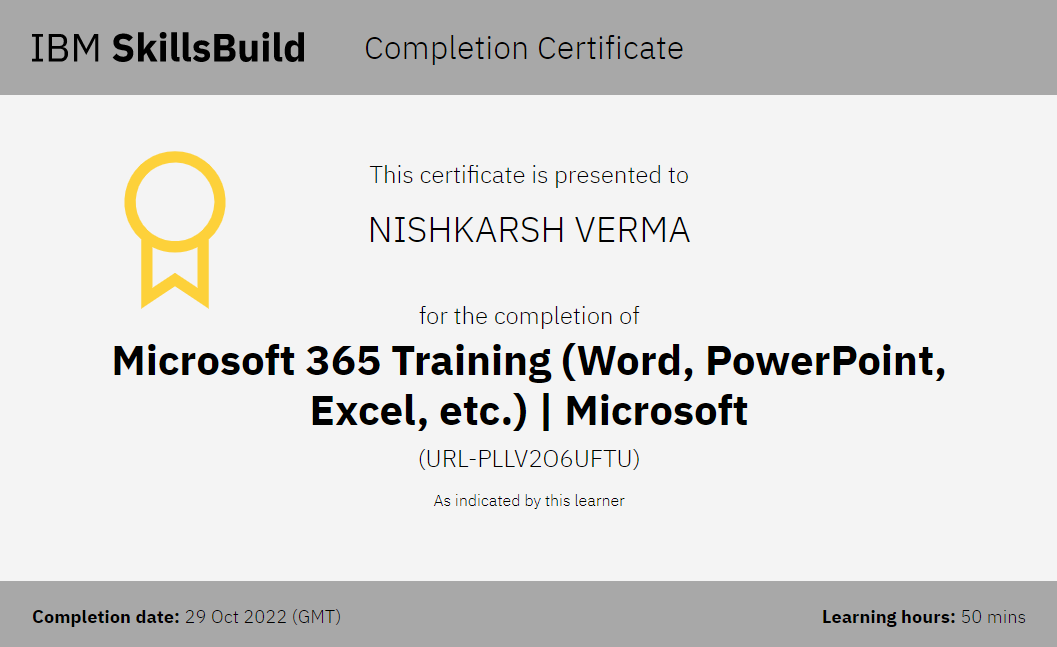 IBM SkillsBuild Completion Certificate
This certificate is presented to
NISHKARSH VERMA
for the completion of
Microsoft 365 Training (Word, PowerPoint,
Excel, etc.) | Microsoft
(URL-PLLV2O6UFTU)
As indicated by this learner
Completion date: 29 Oct 2022 (GMT) Learning hours: 50 mins